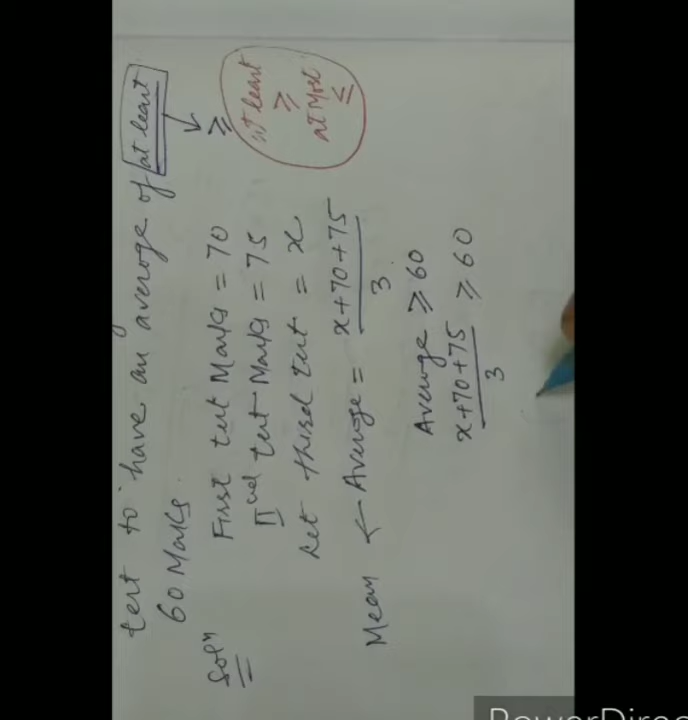 test to have an average of at least
60 Marks.
Solⁿ First test Marks = 70
IInd test Marks = 75
Let third test = x
Mean ← Average = x+70+75 / 3
Average ≥ 60
x+70+75 / 3 ≥ 60
≥
at least
≥
at Most
≤